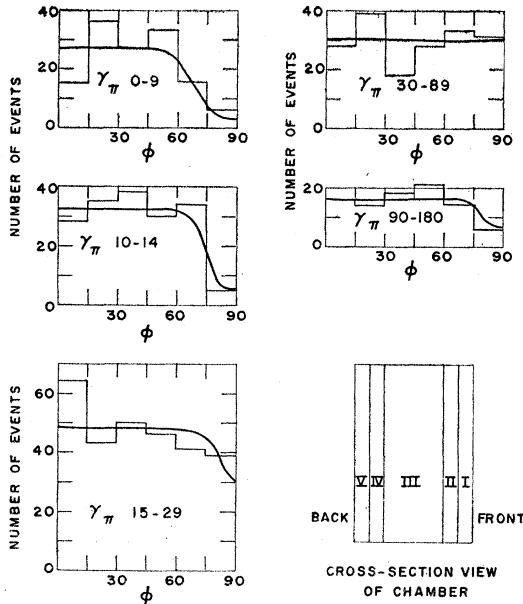 NUMBER OF EVENTS
40
20
0
γπ 0-9
30 60 90
φ
40
20
0
γπ 10-14
30 60 90
φ
NUMBER OF EVENTS
60
40
20
0
γπ 15-29
30 60 90
φ
NUMBER OF EVENTS
40
20
0
γπ 30-89
30 60 90
φ
20
0
γπ 90-180
30 60 90
φ
V IV III II I
BACK FRONT
CROSS-SECTION VIEW
OF CHAMBER